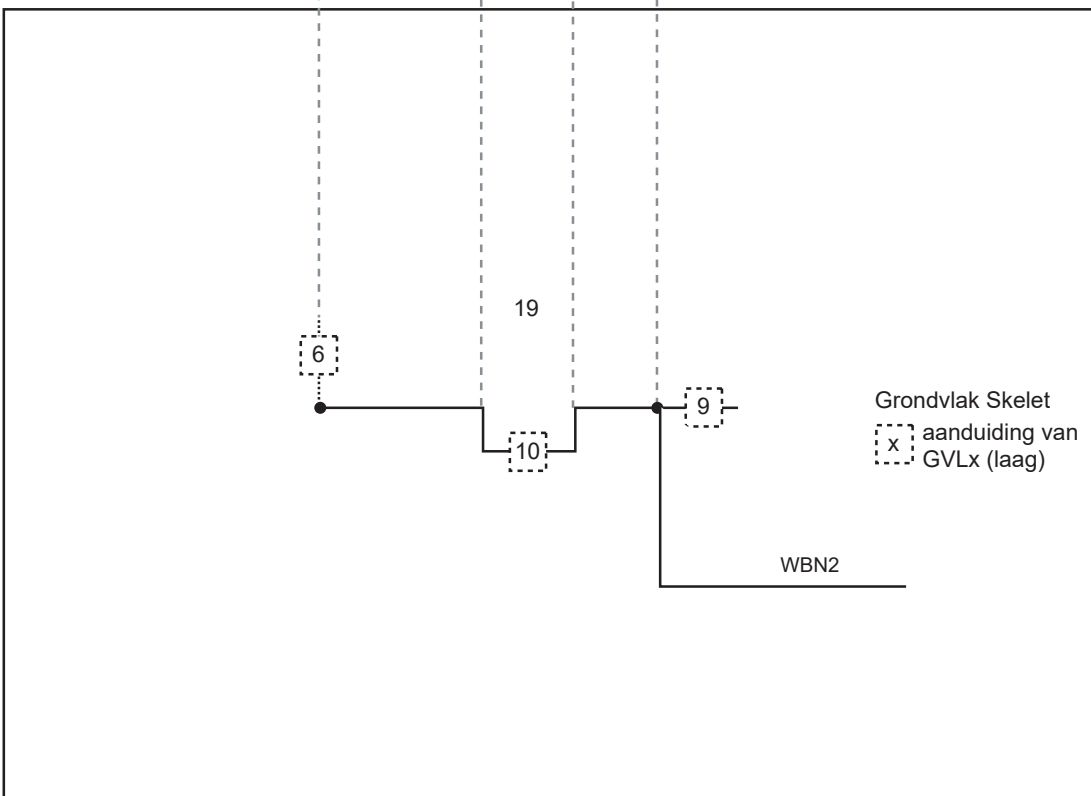 19
6
9
10
Grondvlak Skelet
x
aanduiding van
GVLx (laag)
WBN2